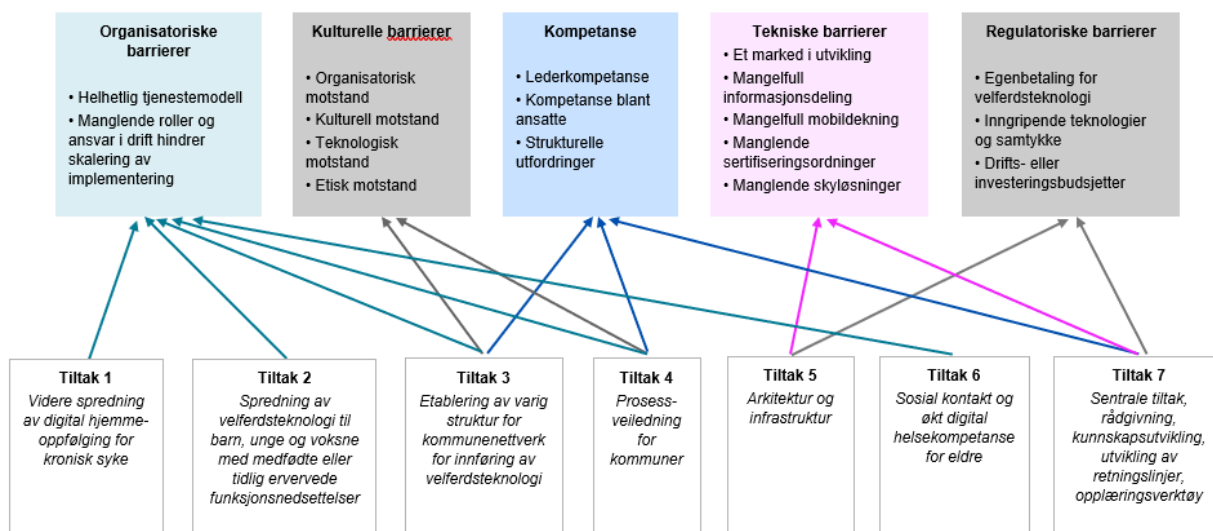 Organisatoriske
barrierer
• Helhetlig tjenestemodell
• Manglende roller og
ansvar i drift hindrer
skalering av
implementering
Kulturelle barrierer
• Organisatorisk
motstand
• Kulturell motstand
• Teknologisk
motstand
• Etisk motstand
Kompetanse
• Lederkompetanse
• Kompetanse blant
ansatte
• Strukturelle
utfordringer
Tekniske barrierer
• Et marked i utvikling
• Mangelfull
informasjonsdeling
• Mangelfull mobildekning
• Manglende
sertifiseringsordninger
• Manglende skyløsninger
Regulatoriske barrierer
• Egenbetaling for
velferdsteknologi
• Inngripende teknologier
og samtykke
• Drifts- eller
investeringsbudsjetter
Tiltak 1
Videre spredning
av digital hjemme-
oppfølging for
kronisk syke
Tiltak 2
Spredning av
velferdsteknologi til
barn, unge og voksne
med medfødte eller
tidlig ervervede
funksjonsnedsettelser
Tiltak 3
Etablering av varig
struktur for
kommunenettverk
for innføring av
velferdsteknologi
Tiltak 4
Prosess-
veiledning
for
kommuner
Tiltak 5
Arkitektur og
infrastruktur
Tiltak 6
Sosial kontakt og
økt digital
helsekompetanse
for eldre
Tiltak 7
Sentrale tiltak,
rådgivning,
kunnskapsutvikling,
utvikling av
retningslinjer,
opplæringsverktøy